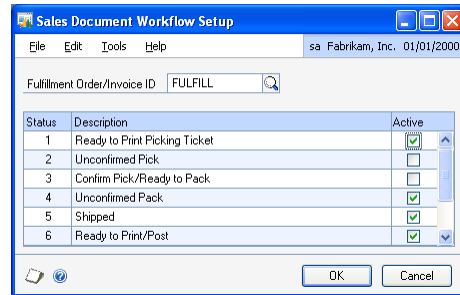 Sales Document Workflow Setup
File Edit Tools Help sa Fabrikam, Inc. 01/01/2000
Fulfillment Order/Invoice ID FULFILL
Status Description Active
1 Ready to Print Picking Ticket
2 Unconfirmed Pick
3 Confirm Pick/Ready to Pack
4 Unconfirmed Pack
5 Shipped
6 Ready to Print/Post
OK Cancel